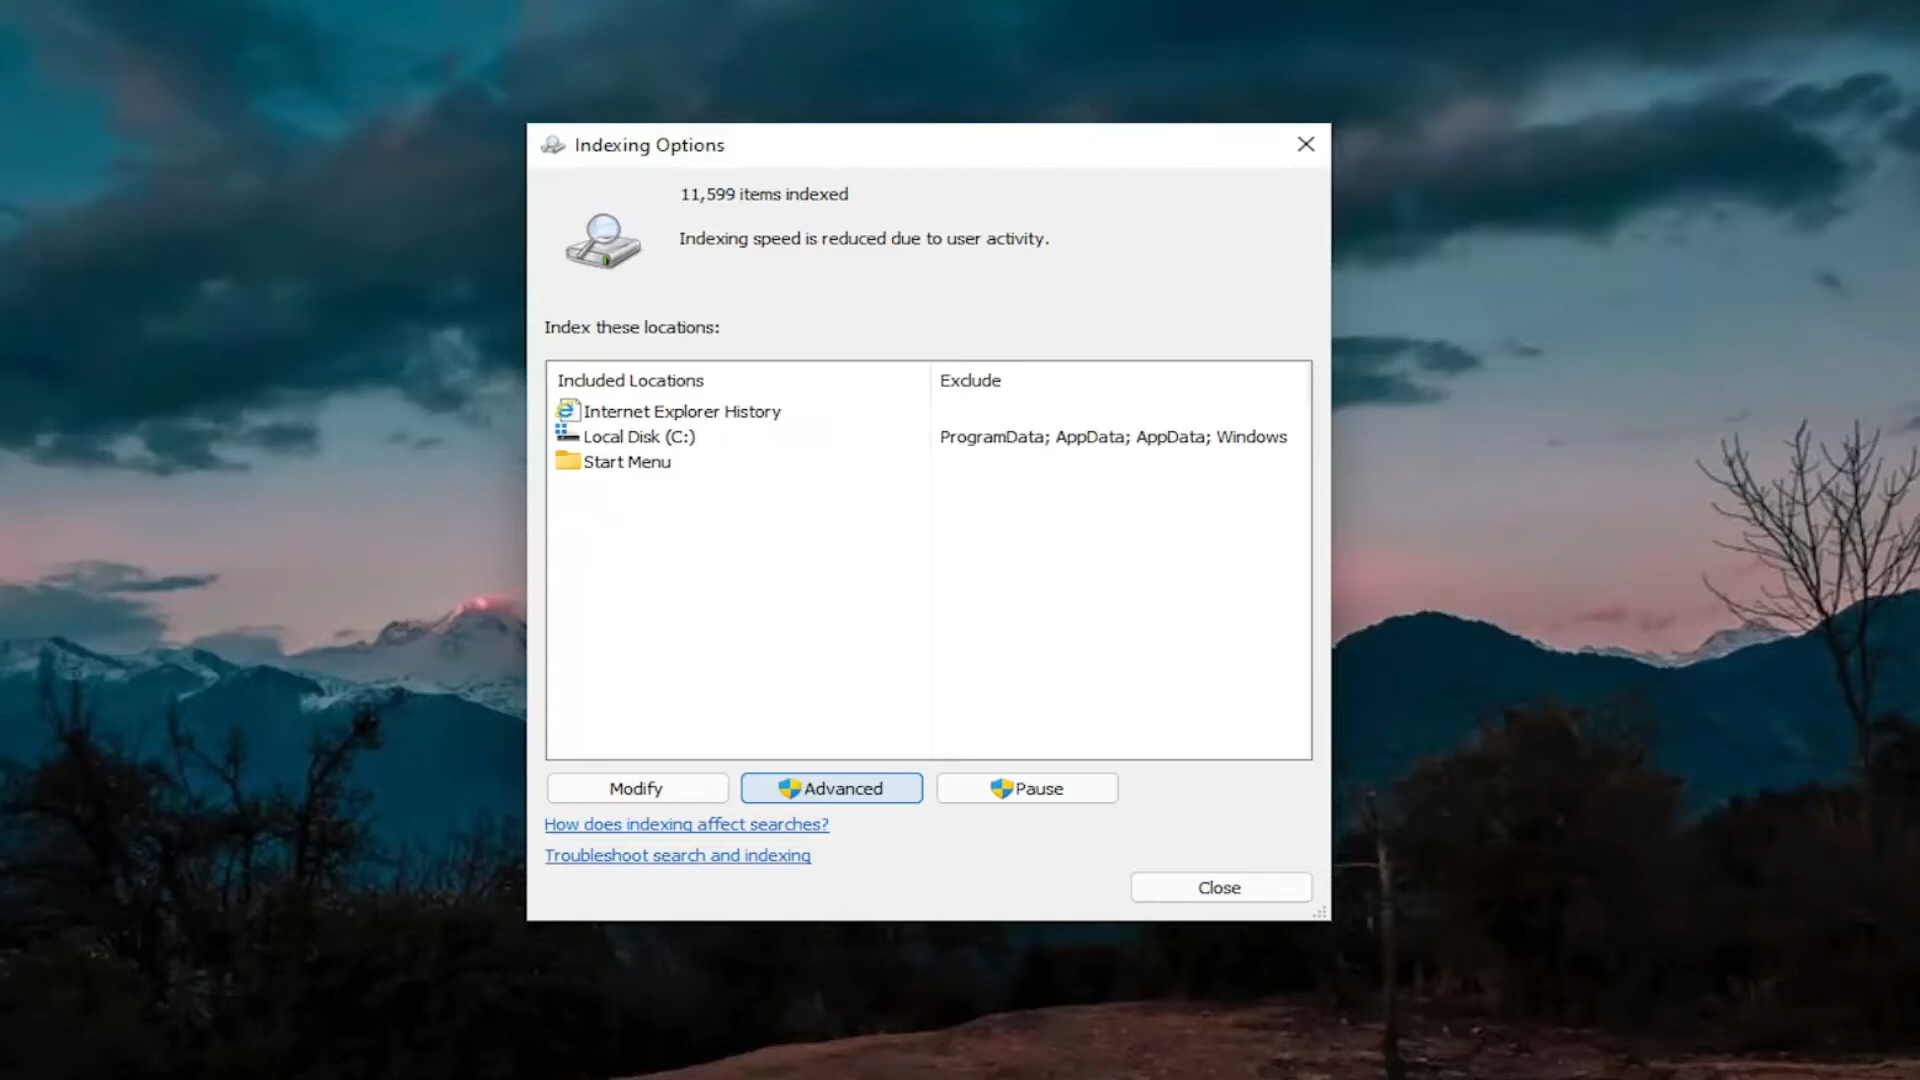 Indexing Options
11,599 items indexed
Indexing speed is reduced due to user activity.
Index these locations:
Included Locations Exclude
Internet Explorer History
Local Disk (C:) ProgramData; AppData; AppData; Windows
Start Menu
Modify Advanced Pause
How does indexing affect searches?
Troubleshoot search and indexing
Close